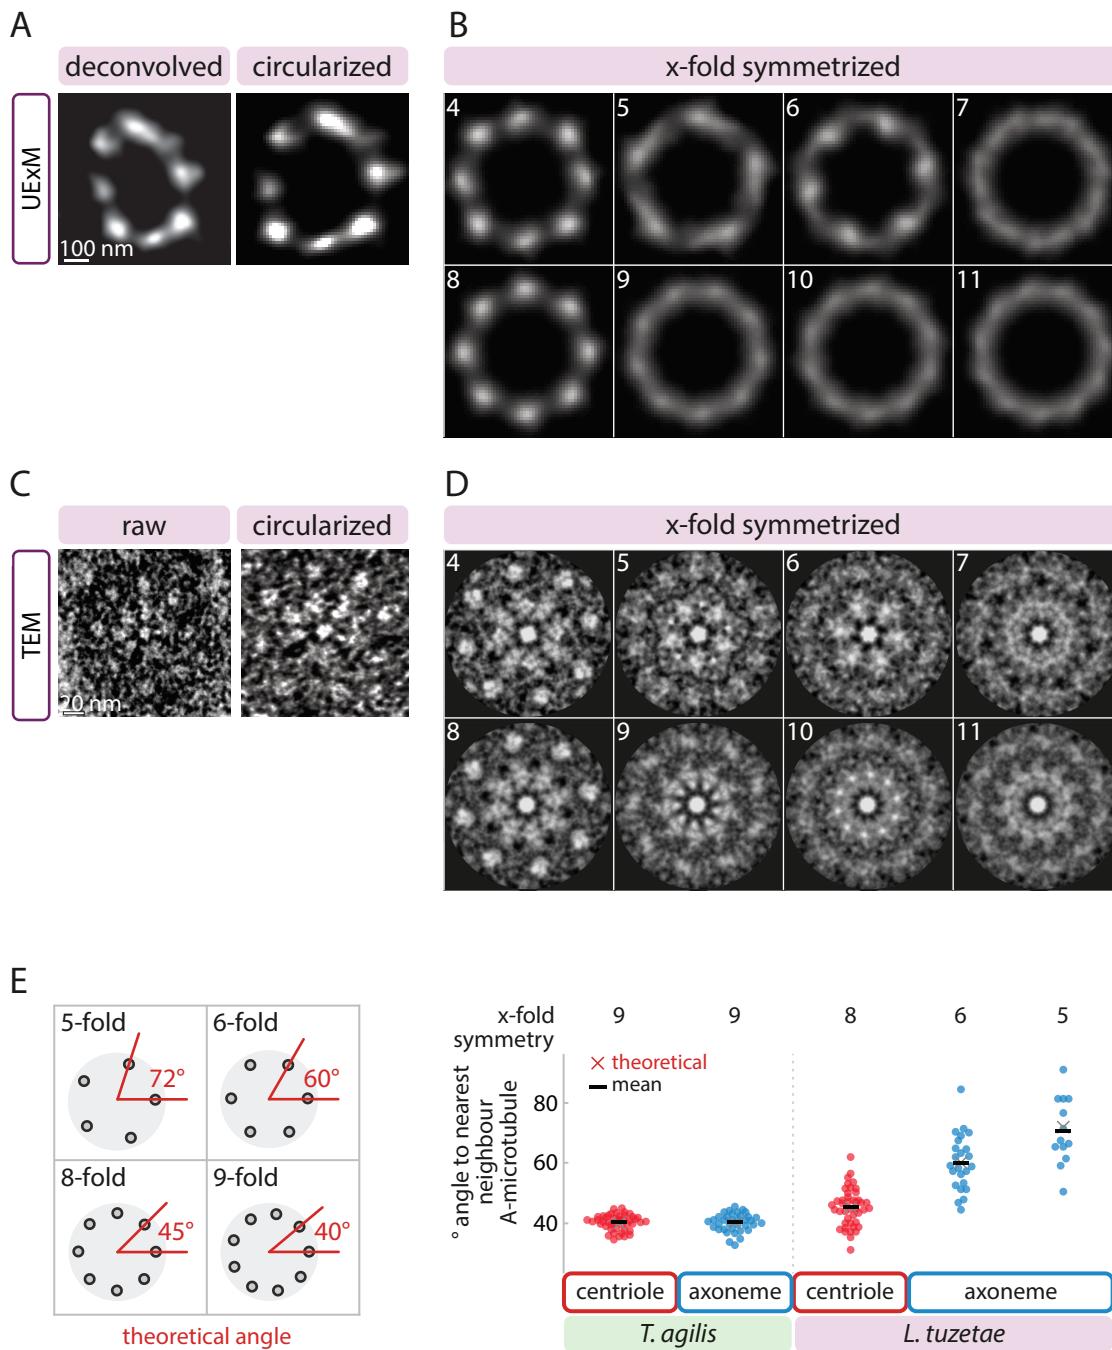 A
B
deconvolved
circularized
x-fold symmetrized
UExM
100 nm
4
5
6
7
8
9
10
11
C
D
raw
circularized
x-fold symmetrized
TEM
20 nm
4
5
6
7
8
9
10
11
E
5-fold
6-fold
72°
60°
8-fold
9-fold
45°
40°
theoretical angle
x-fold
symmetry
9
9
8
6
5
theoretical
mean
° angle to nearest
neighbour
A-microtubule
80
60
40
centriole
axoneme
centriole
axoneme
T. agilis
L. tuzetae